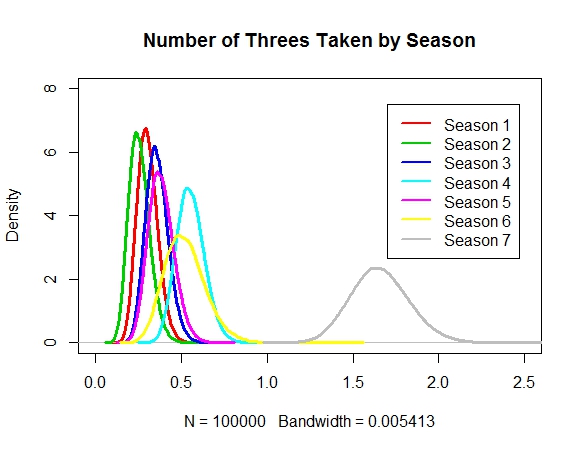 Number of Threes Taken by Season
Density
8
6
4
2
0
Season 1
Season 2
Season 3
Season 4
Season 5
Season 6
Season 7
0.0 0.5 1.0 1.5 2.0 2.5
N = 100000 Bandwidth = 0.005413